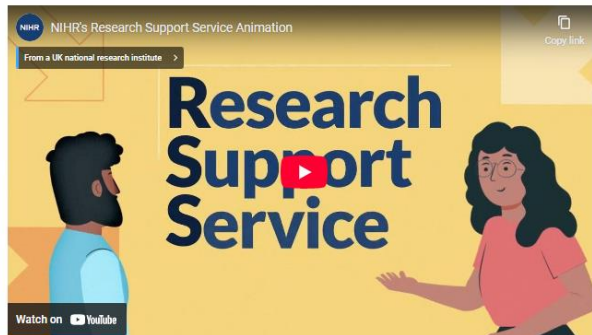 NIHR
NIHR's Research Support Service Animation
Copy link
From a UK national research institute
Research
Support
Service
Watch on YouTube